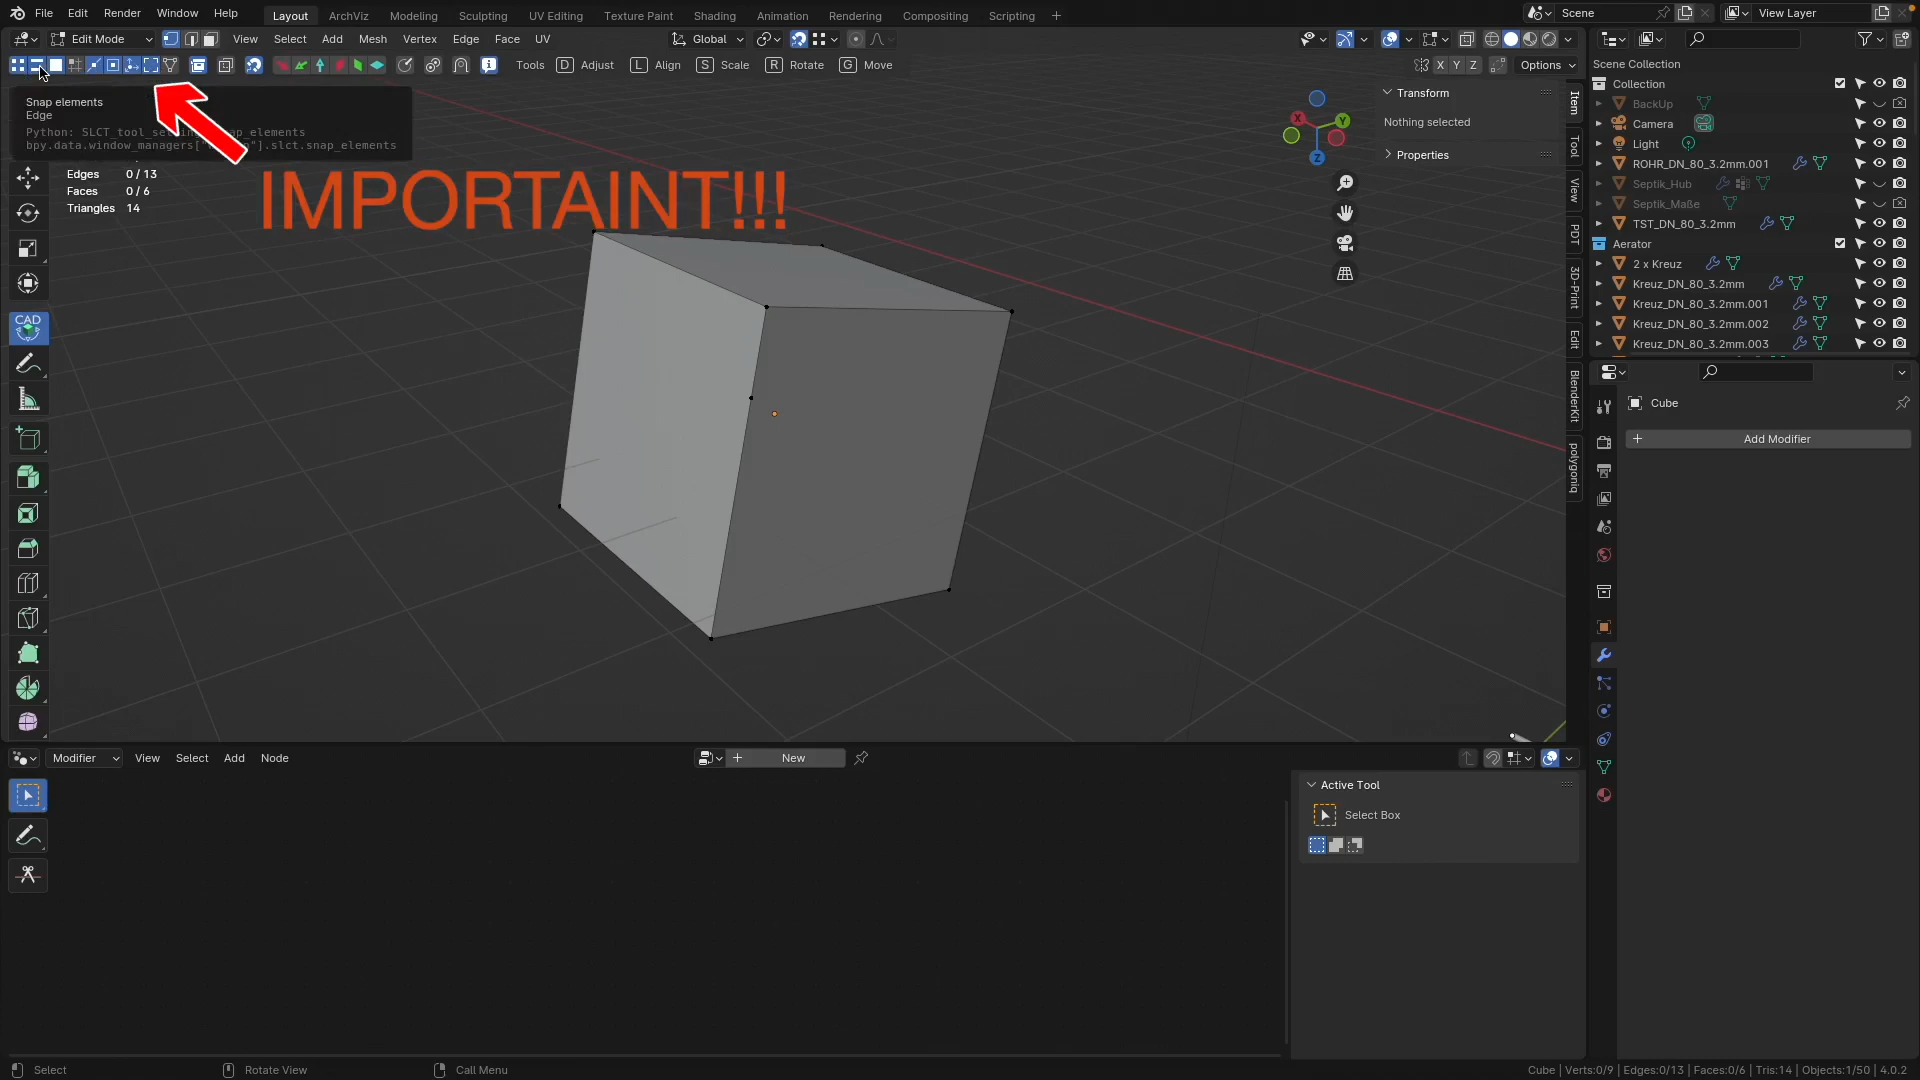 File Edit Render Window Help Layout ArchViz Modeling Sculpting UV Editing Texture Paint Shading Animation Rendering Compositing Scripting + Scene View Layer
Edit Mode View Select Add Mesh Vertex Edge Face UV Global
Tools D Adjust L Align S Scale R Rotate G Move X Y Z Options
Snap elements
Edge
Python: SLCT_tool_se
ap_elements
bpy.data.window_managers["
"].slct.snap_elements
Edges 0 / 13
Faces 0 / 6
Triangles 14
IMPORTAINT!!!
CAD
X
Y
Z
Transform
Nothing selected
Properties
Item
Tool
View
PDT
3D-Print
Edit
BlenderKit
polygoniq
Scene Collection
Collection
BackUp
Camera
Light
ROHR_DN_80_3.2mm.001
Septik_Hub
Septik_Maße
TST_DN_80_3.2mm
Aerator
2 x Kreuz
Kreuz_DN_80_3.2mm
Kreuz_DN_80_3.2mm.001
Kreuz_DN_80_3.2mm.002
Kreuz_DN_80_3.2mm.003
Cube
+ Add Modifier
Modifier View Select Add Node + New
Active Tool
Select Box
Select Rotate View Call Menu Cube | Verts:0/9 | Edges:0/13 | Faces:0/6 | Tris:14 | Objects:1/50 | 4.0.2